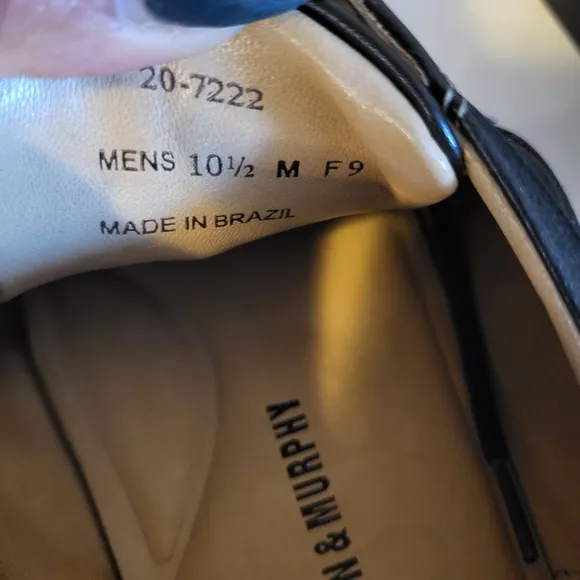 20-7222
MENS 10½ M F9
MADE IN BRAZIL
N & MURPHY